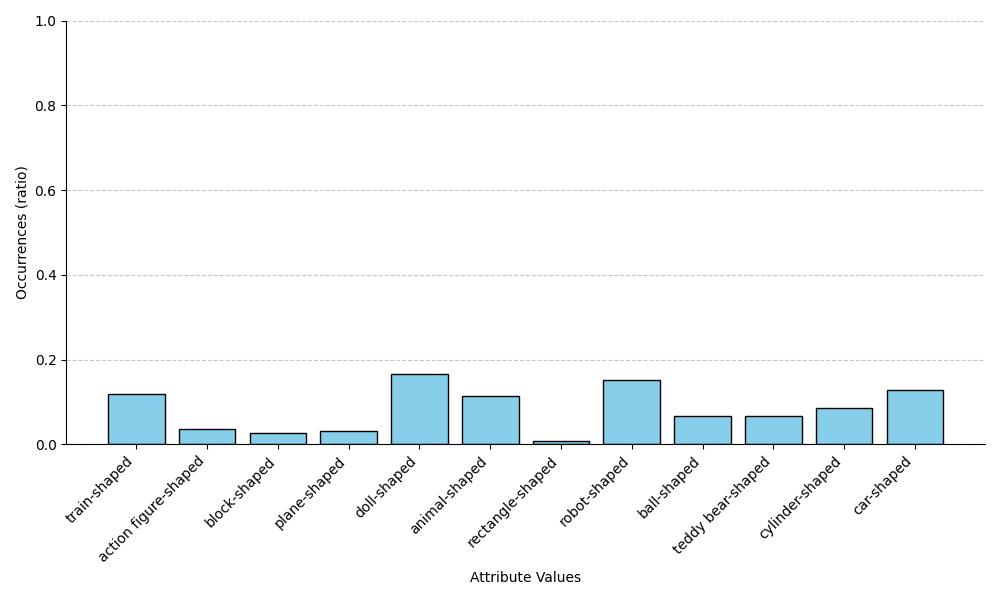 1.0
0.8
0.6
0.4
0.2
0.0
Occurrences (ratio)
train-shaped
action figure-shaped
block-shaped
plane-shaped
doll-shaped
animal-shaped
rectangle-shaped
robot-shaped
ball-shaped
teddy bear-shaped
cylinder-shaped
car-shaped
Attribute Values